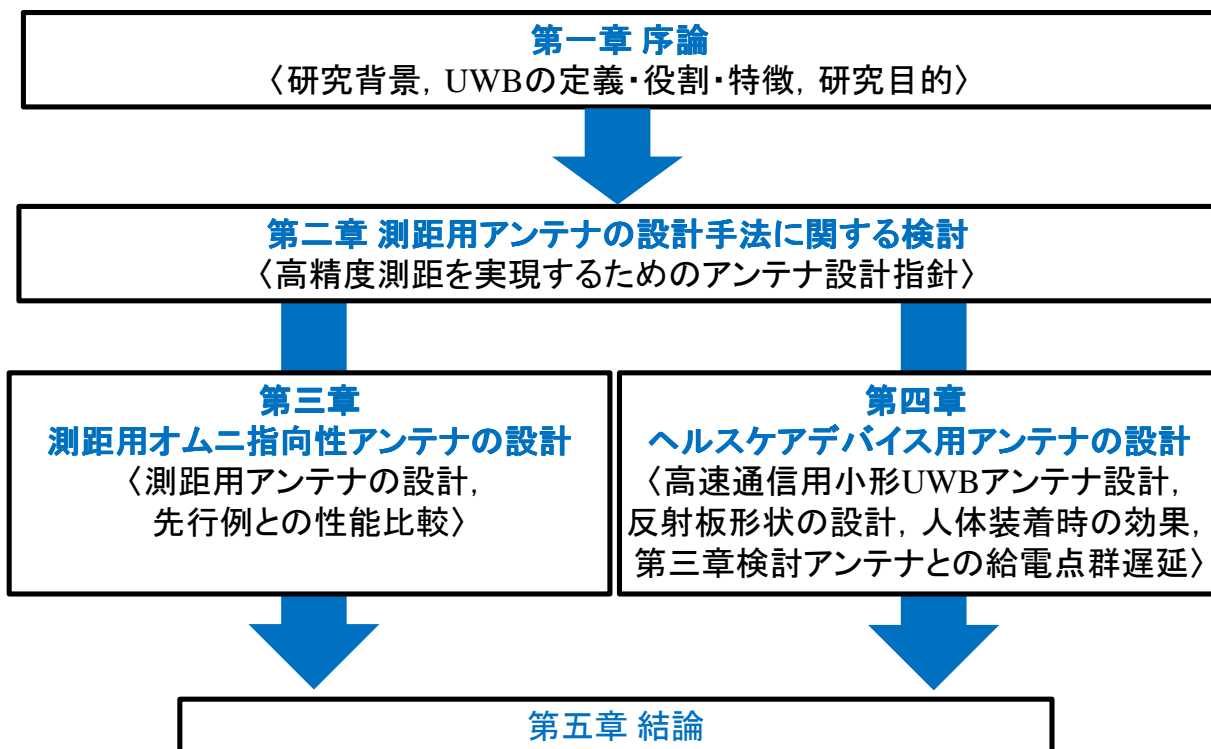 第一章 序論
〈研究背景，UWBの定義・役割・特徴，研究目的〉
第二章 測距用アンテナの設計手法に関する検討
〈高精度測距を実現するためのアンテナ設計指針〉
第三章
測距用オムニ指向性アンテナの設計
〈測距用アンテナの設計，
先行例との性能比較〉
第四章
ヘルスケアデバイス用アンテナの設計
〈高速通信用小形UWBアンテナ設計，
反射板形状の設計，人体装着時の効果，
第三章検討アンテナとの給電点群遅延〉
第五章 結論